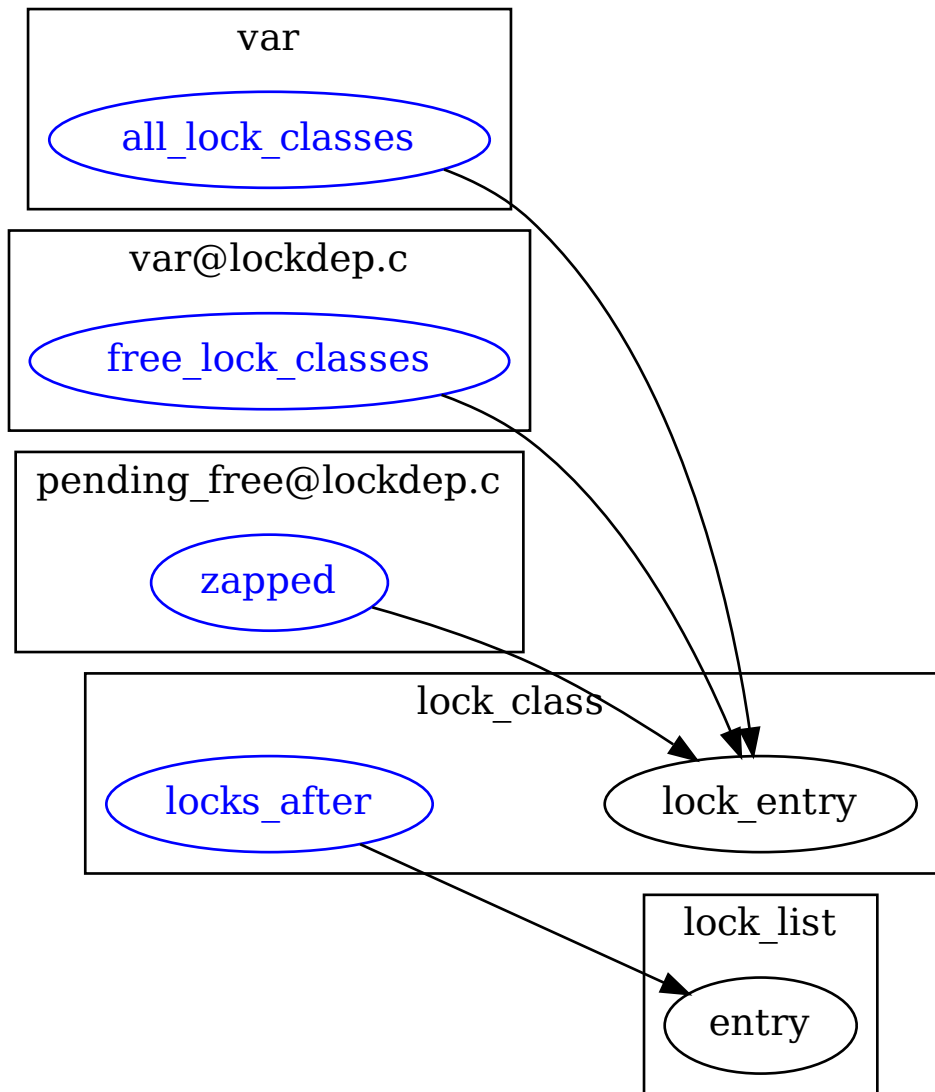 var
all_lock_classes
var@lockdep.c
free_lock_classes
pending_free@lockdep.c
zapped
lock_class
locks_after
lock_entry
lock_list
entry